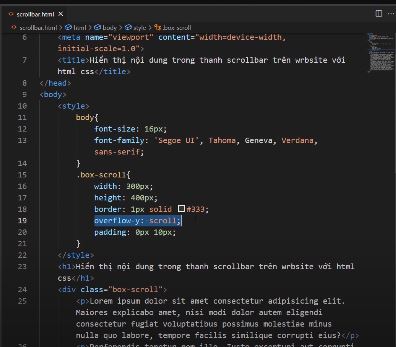 scrollbar.html ×
scrollbar.html > html > body > style > .box-scroll
6 <meta name="viewport" content="width=device-width,
initial-scale=1.0">
7 <title>Hiển thị nội dung trong thanh scrollbar trên wrbsite với
html css</title>
8 </head>
9 <body>
10 <style>
11 body{
12 font-size: 16px;
13 font-family: 'Segoe UI', Tahoma, Geneva, Verdana,
sans-serif;
14 }
15 .box-scroll{
16 width: 300px;
17 height: 400px;
18 border: 1px solid #333;
19 overflow-y: scroll;
20 padding: 0px 10px;
21 }
22 </style>
23 <h1>Hiển thị nội dung trong thanh scrollbar trên wrbsite với html
css</h1>
24 <div class="box-scroll">
25 <p>Lorem ipsum dolor sit amet consectetur adipisicing elit.
Maiores explicabo amet, nisi modi dolor autem eligendi
consectetur fugiat voluptatibus possimus molestiae minus
nulla quo labore, tempore facilis similique corrupti eius?</p>